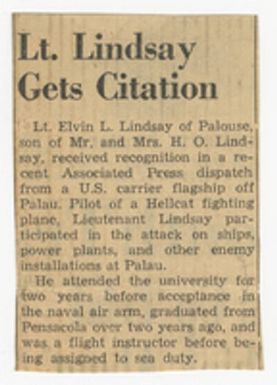 Lt. Lindsay
Gets Citation
Lt. Elvin L. Lindsay of Palouse,
son of Mr. and Mrs. H. O. Lind-
say, received recognition in a re-
cent Associated Press dispatch
from a U.S. carrier flagship off
Palau. Pilot of a Hellcat fighting
plane, Lieutenant Lindsay par-
ticipated in the attack on ships,
power plants, and other enemy
installations at Palau.
He attended the university for
two years before acceptance in
the naval air arm, graduated from
Pensacola over two years ago, and
was a flight instructor before be-
ing assigned to sea duty.